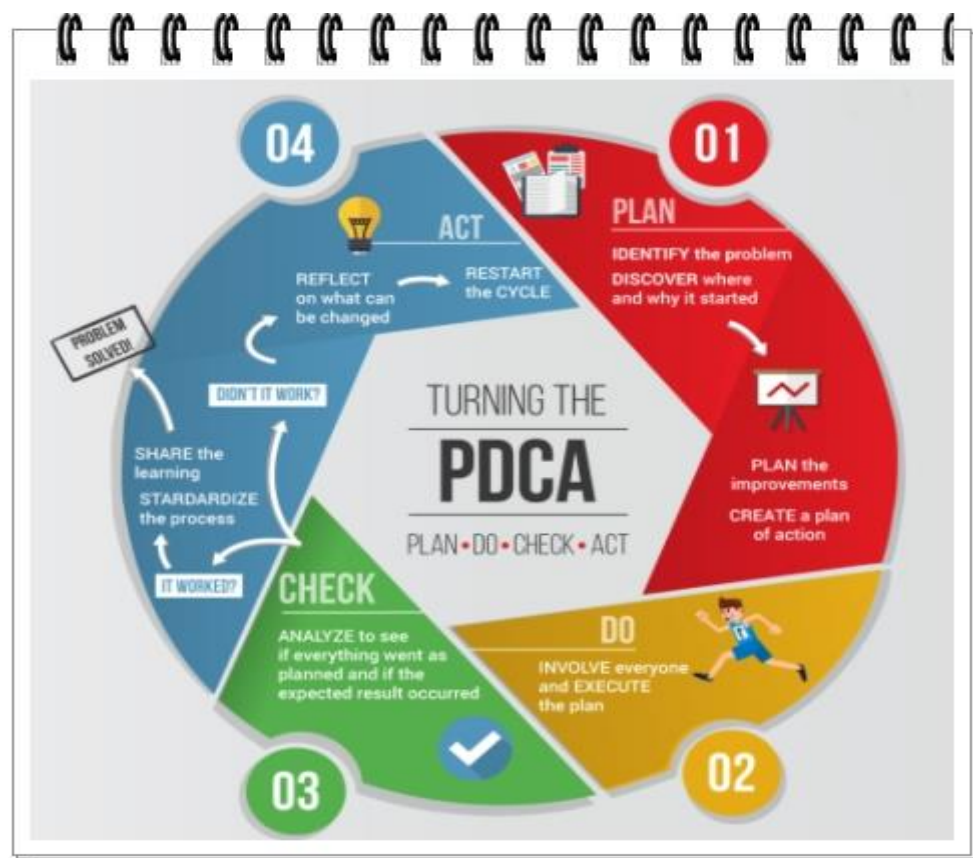 TURNING THE
PDCA
PLAN•DO•CHECK•ACT
01
PLAN
IDENTIFY the problem
DISCOVER where
and why it started
PLAN the
improvements
CREATE a plan
of action
02
DO
INVOLVE everyone
and EXECUTE
the plan
03
CHECK
ANALYZE to see
if everything went as
planned and if the
expected result occurred
04
ACT
IT WORKED?
STARDARDIZE
the process
SHARE the
learning
PROBLEM
SOLVED!
DIDN'T IT WORK?
REFLECT
on what can
be changed
RESTART
the CYCLE